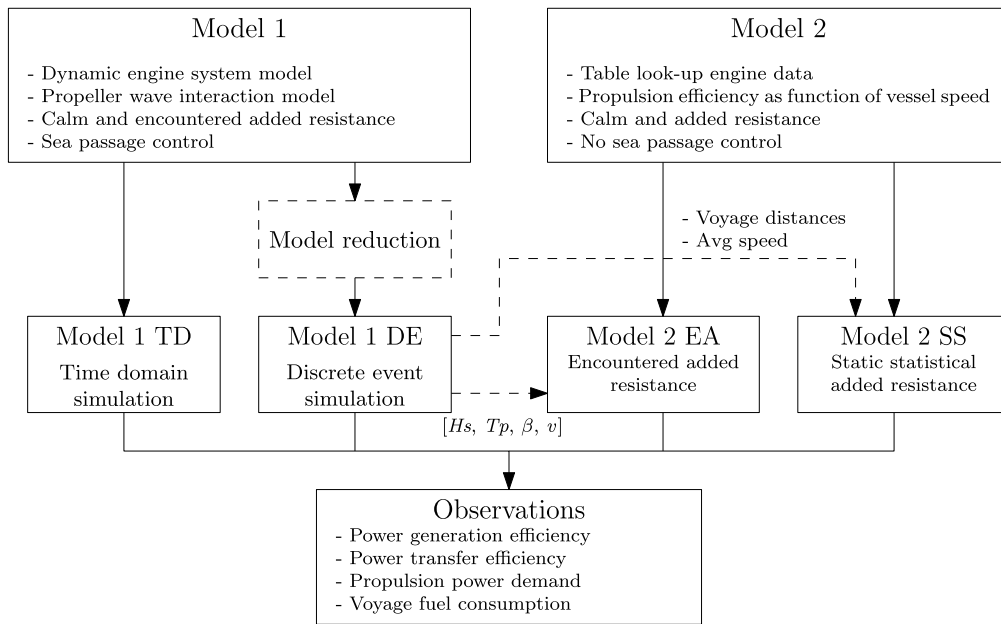 Model 1
- Dynamic engine system model
- Propeller wave interaction model
- Calm and encountered added resistance
- Sea passage control
Model 2
- Table look-up engine data
- Propulsion efficiency as function of vessel speed
- Calm and added resistance
- No sea passage control
- Voyage distances
- Avg speed
Model reduction
Model 1 TD
Time domain
simulation
Model 1 DE
Discrete event
simulation
Model 2 EA
Encountered added
resistance
Model 2 SS
Static statistical
added resistance
[Hs, Tp, β, v]
Observations
- Power generation efficiency
- Power transfer efficiency
- Propulsion power demand
- Voyage fuel consumption